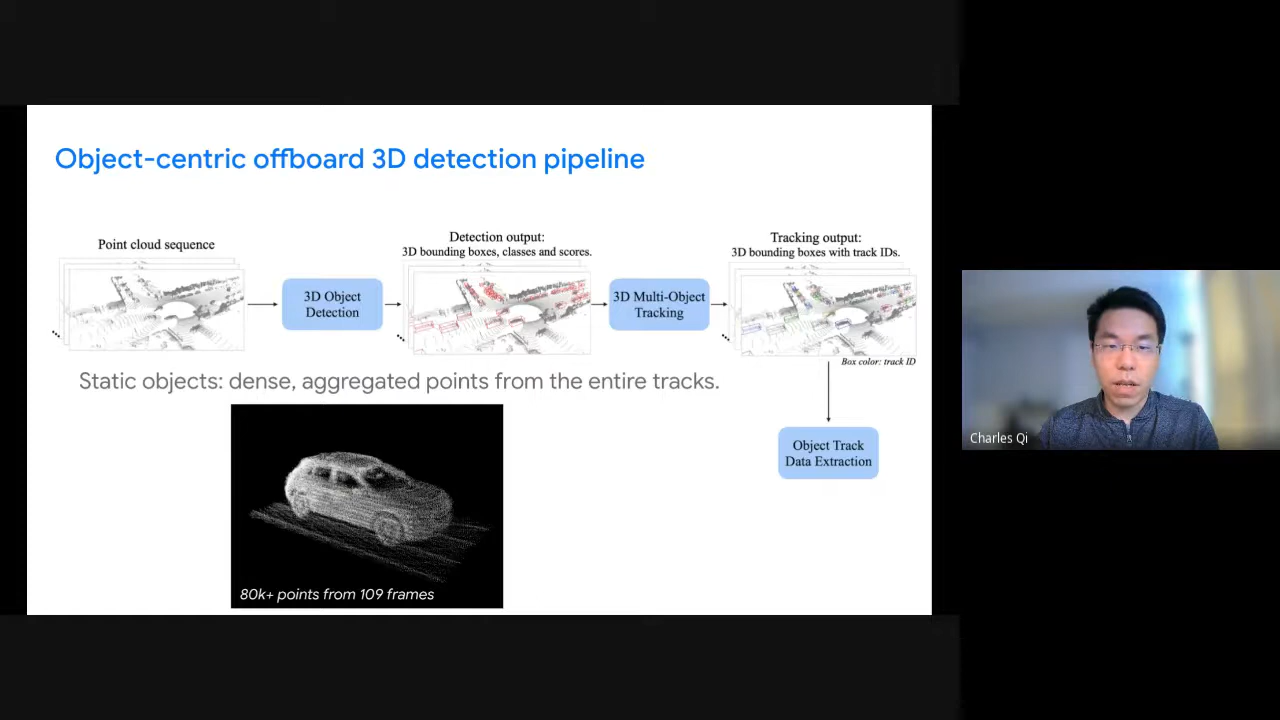 Object-centric offboard 3D detection pipeline
Point cloud sequence
3D Object
Detection
Detection output:
3D bounding boxes, classes and scores.
3D Multi-Object
Tracking
Tracking output:
3D bounding boxes with track IDs.
Box color: track ID
Static objects: dense, aggregated points from the entire tracks.
Object Track
Data Extraction
80k+ points from 109 frames
Charles Qi